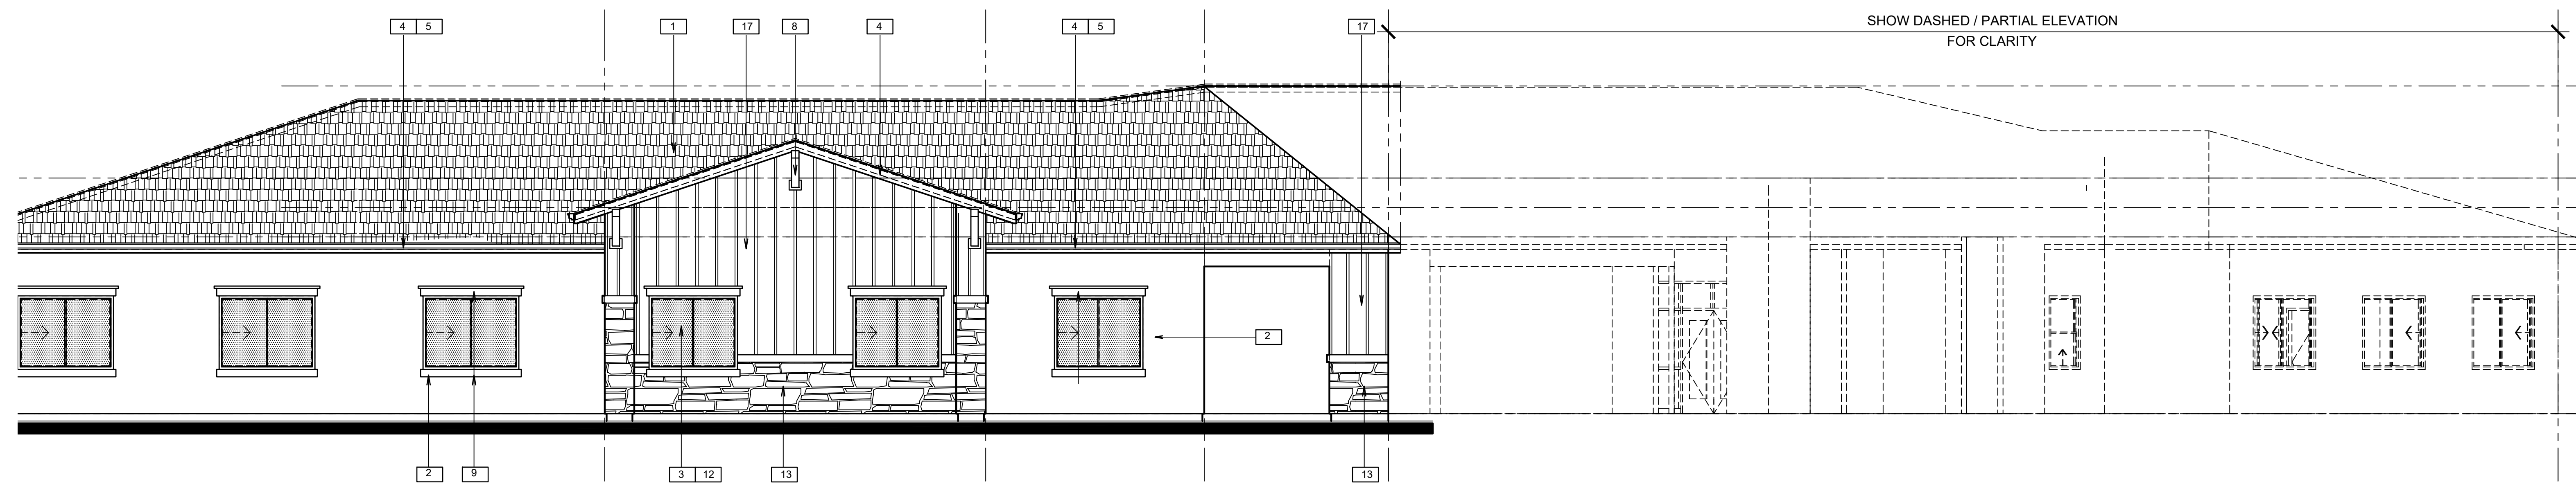 4 5 1 17 8 4 4 5 17
SHOW DASHED / PARTIAL ELEVATION
FOR CLARITY
2
2 9 3 12 13 13